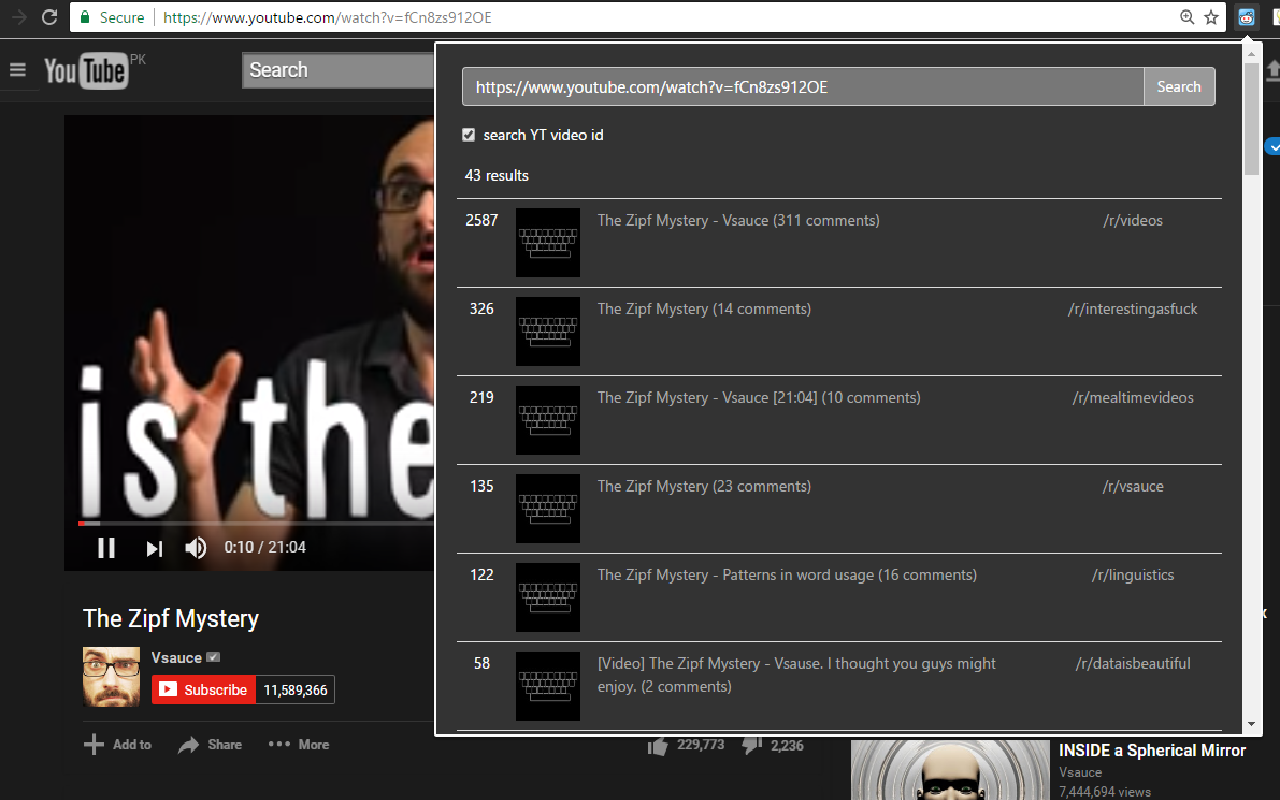 Secure https://www.youtube.com/watch?v=fCn8zs912OE
YouTube PK
Search
https://www.youtube.com/watch?v=fCn8zs912OE Search
search YT video id
43 results
2587 The Zipf Mystery - Vsauce (311 comments) /r/videos
326 The Zipf Mystery (14 comments) /r/interestingasfuck
219 The Zipf Mystery - Vsauce [21:04] (10 comments) /r/mealtimevideos
135 The Zipf Mystery (23 comments) /r/vsauce
122 The Zipf Mystery - Patterns in word usage (16 comments) /r/linguistics
58 [Video] The Zipf Mystery - Vsause. I thought you guys might /r/dataisbeautiful
enjoy. (2 comments)
is the
0:10 / 21:04
The Zipf Mystery
Vsauce
Subscribe 11,589,366
Add to Share More 229,773 2,236
INSIDE a Spherical Mirror
Vsauce
7,444,694 views